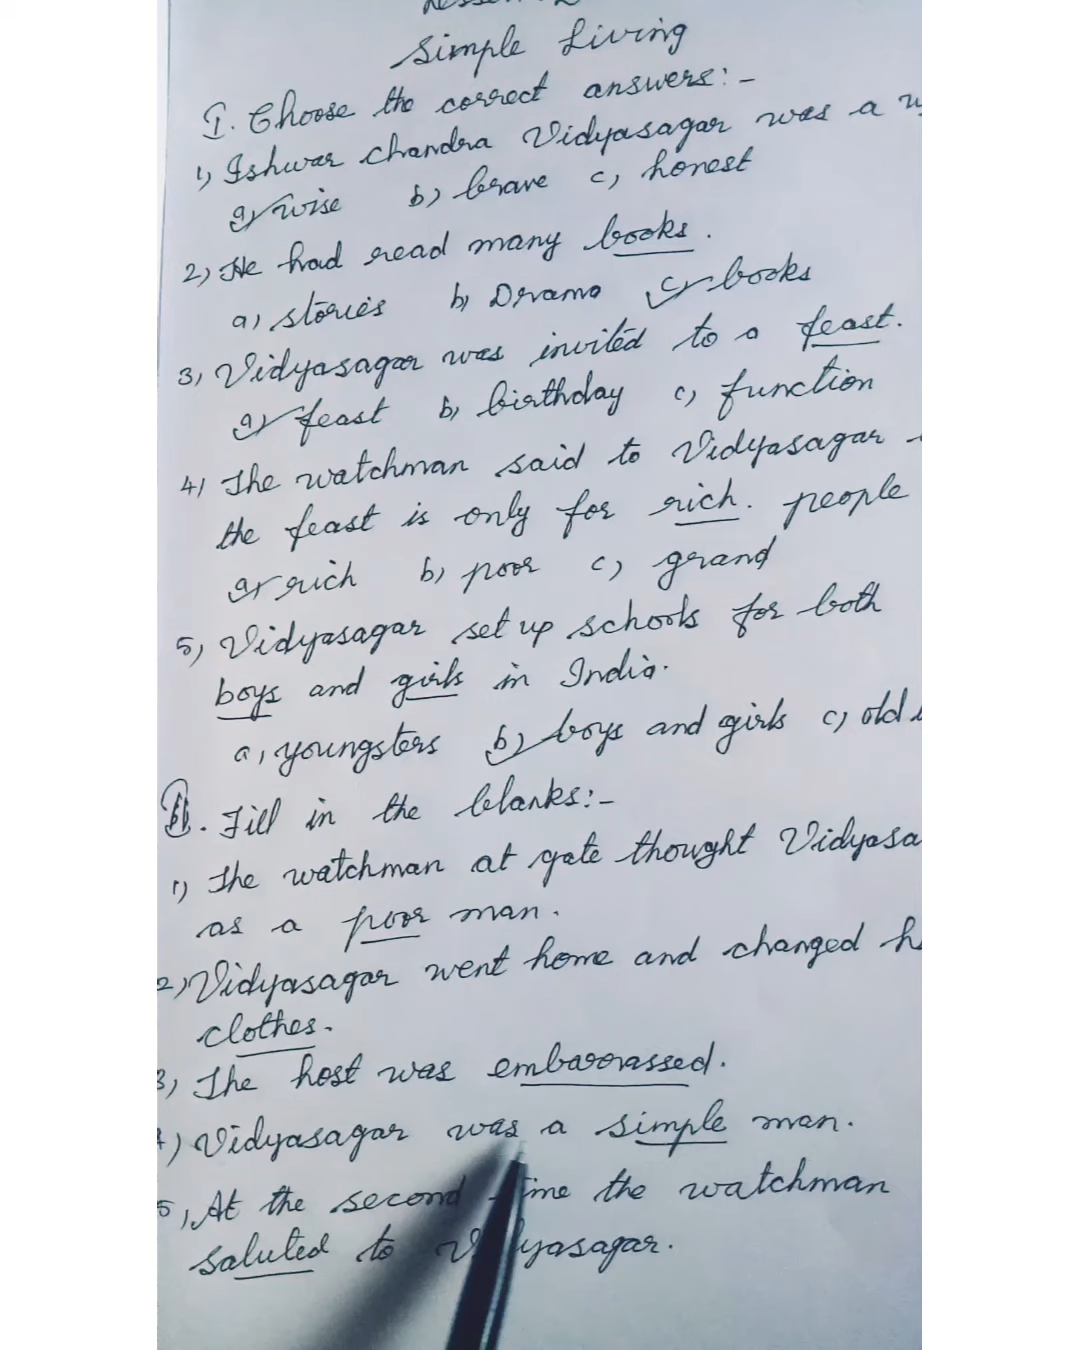 Simple Living
I. Choose the correct answers:-
1) Ishwar chandra Vidyasagar was a
a) wise b) brave c) honest
2) He had read many books.
a) stories b) Drama c) books
3) Vidyasagar was invited to a feast.
a) feast b) birthday c) function
4) The watchman said to Vidyasagar -
the feast is only for rich. people
a) rich b) poor c) grand
5) Vidyasagar set up schools for both
boys and girls in India.
a) youngsters b) boys and girls c) old
II. Fill in the blanks:-
1) The watchman at gate thought Vidyasa
as a poor man.
2) Vidyasagar went home and changed h
clothes.
3) The host was embarrassed.
4) Vidyasagar was a simple man.
5) At the second time the watchman
saluted to Vidyasagar.